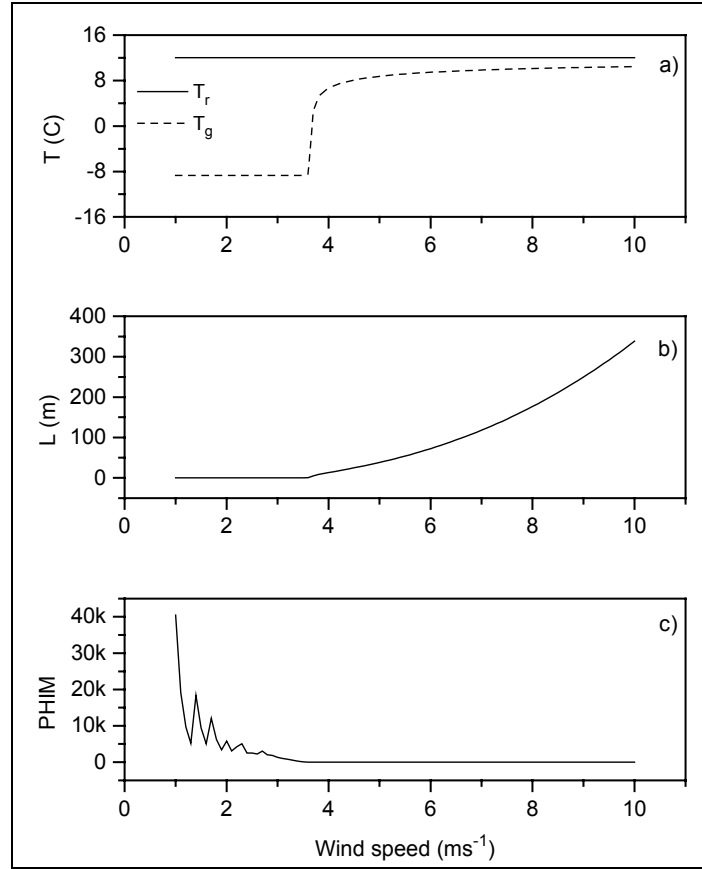 16
8
0
-8
-16
T (C)
a)
T_r
T_g
0 2 4 6 8 10
400
300
200
100
0
L (m)
b)
0 2 4 6 8 10
40k
30k
20k
10k
0
PHIM
c)
0 2 4 6 8 10
Wind speed (ms⁻¹)